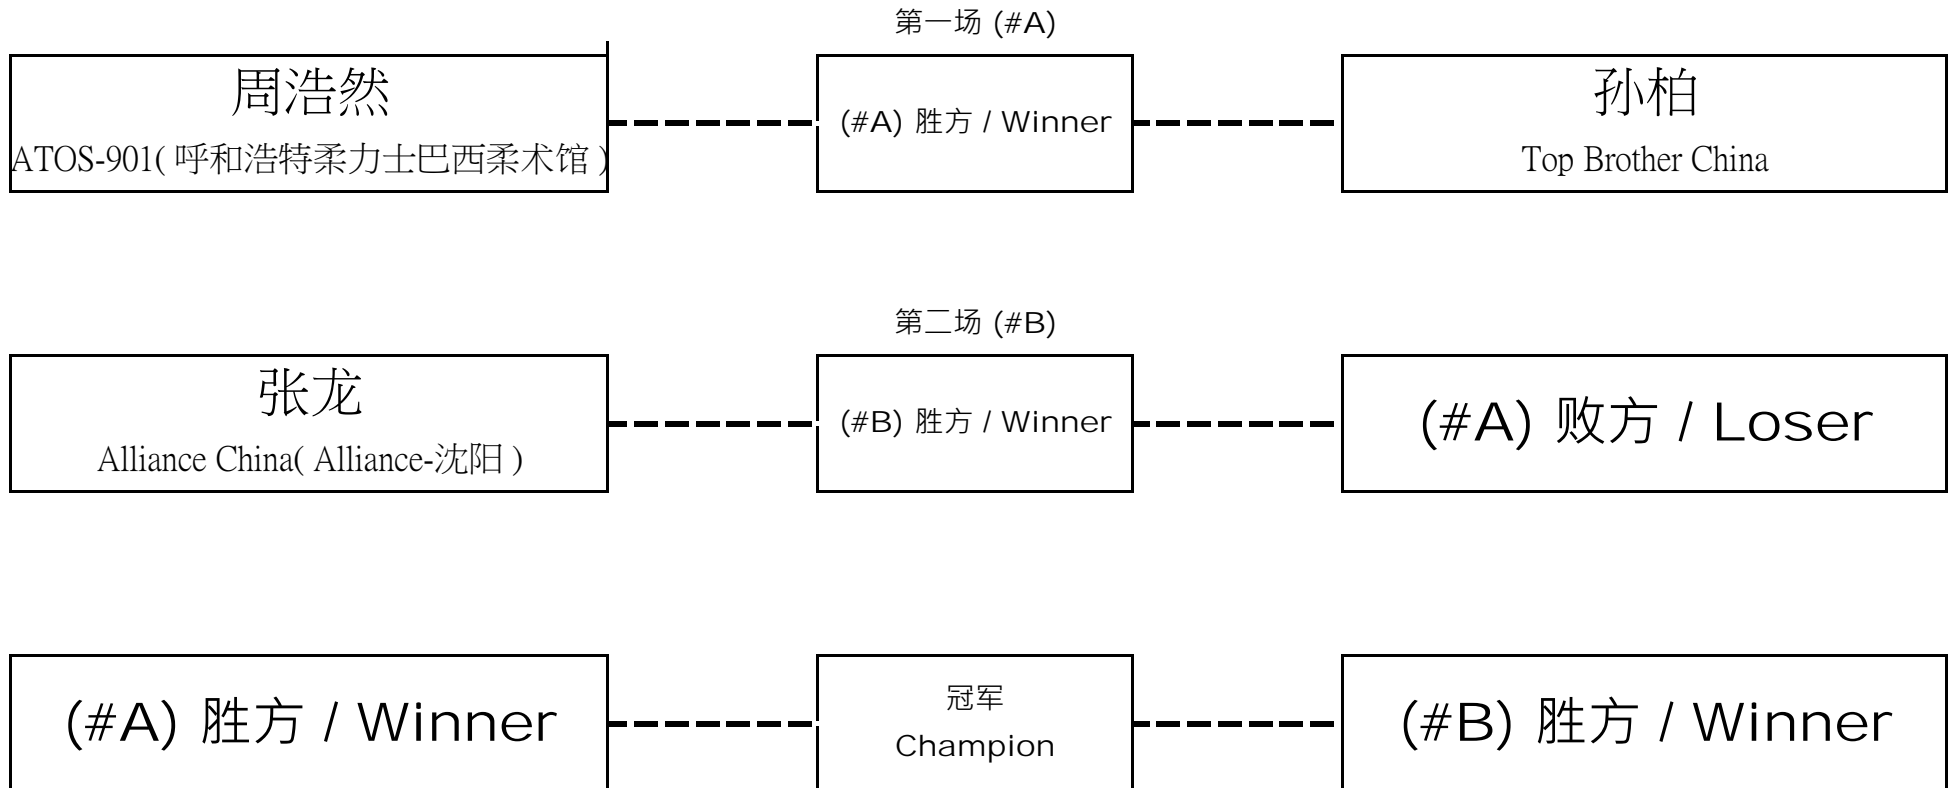 第一场 (#A)
周浩然
ATOS-901( 呼和浩特柔力士巴西柔术馆 )
(#A) 胜方 / Winner
孙柏
Top Brother China
第二场 (#B)
张龙
Alliance China( Alliance-沈阳 )
(#B) 胜方 / Winner
(#A) 败方 / Loser
(#A) 胜方 / Winner
冠军
Champion
(#B) 胜方 / Winner